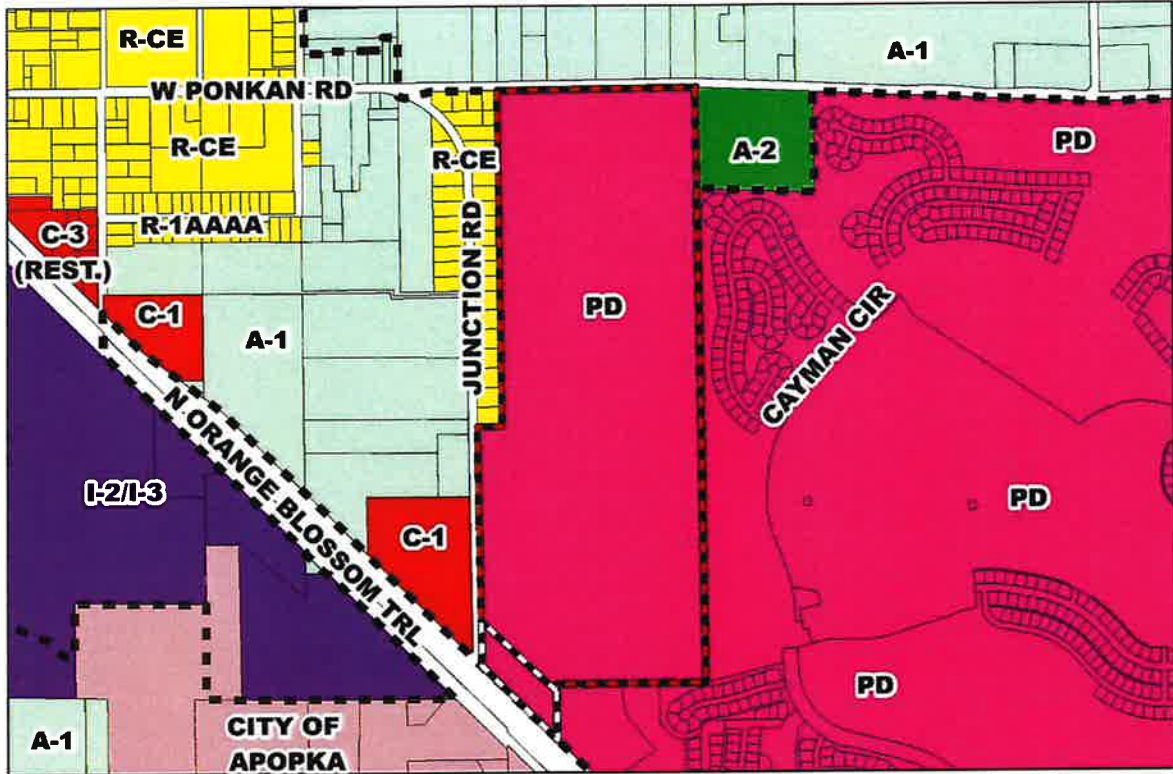 R-CE
A-1
W PONKAN RD
R-CE
R-CE
A-2
PD
R-1AAAA
C-3
(REST.)
C-1
A-1
JUNCTION RD
PD
CAYMAN CIR
I-2/I-3
N ORANGE BLOSSOM TRL
C-1
PD
PD
A-1
CITY OF
APOPKA